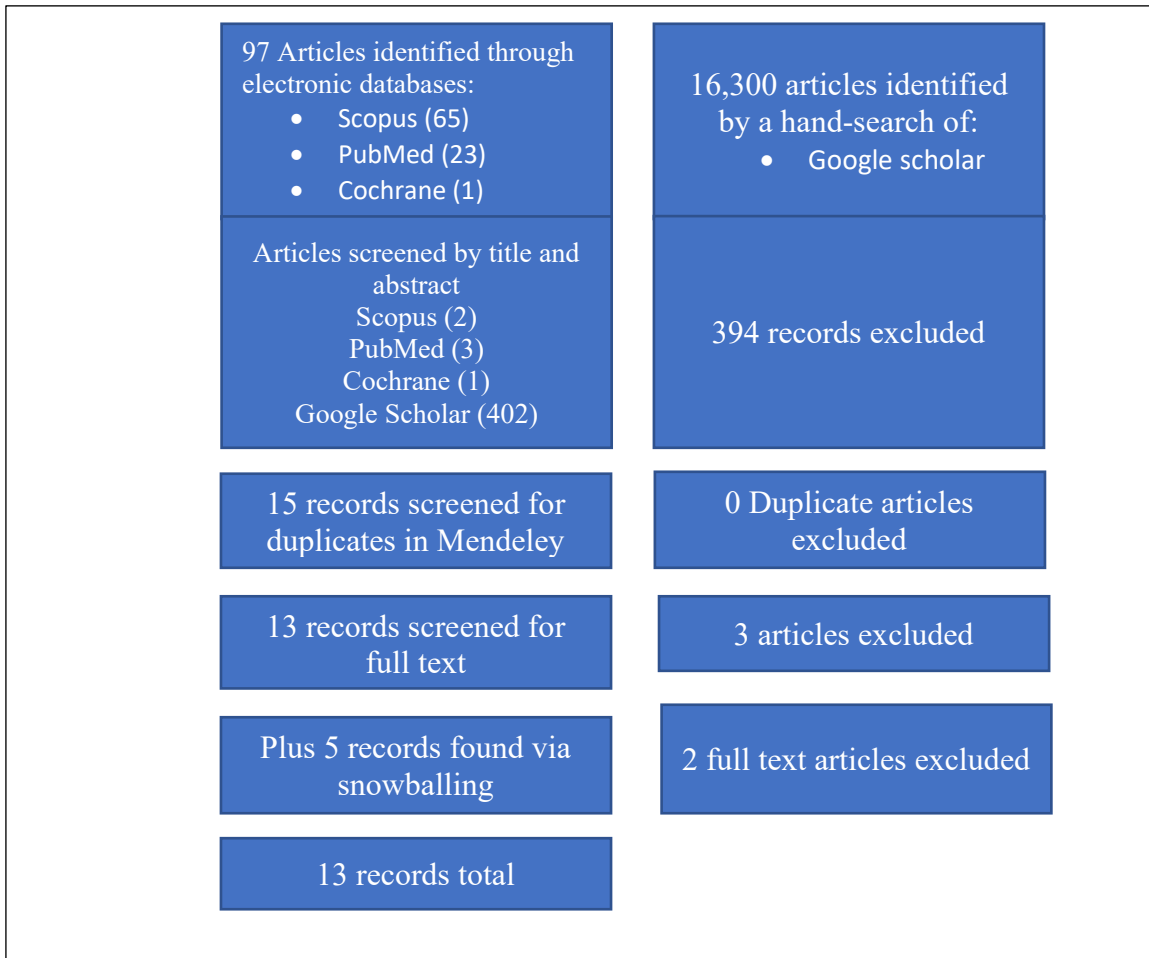 97 Articles identified through
electronic databases:
• Scopus (65)
• PubMed (23)
• Cochrane (1)
16,300 articles identified
by a hand-search of:
• Google scholar
Articles screened by title and
abstract
Scopus (2)
PubMed (3)
Cochrane (1)
Google Scholar (402)
394 records excluded
15 records screened for
duplicates in Mendeley
0 Duplicate articles
excluded
13 records screened for
full text
3 articles excluded
Plus 5 records found via
snowballing
2 full text articles excluded
13 records total